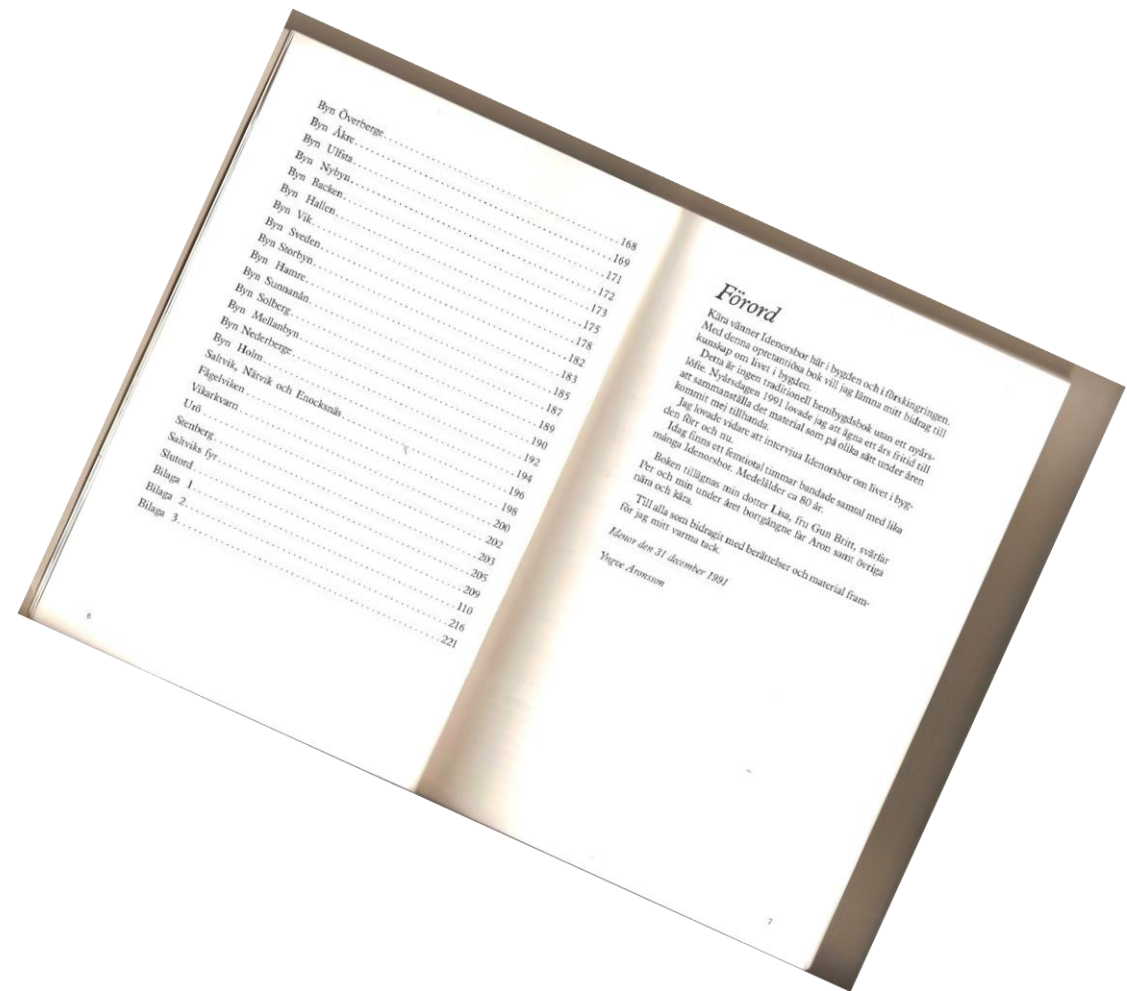 Byn Överberge..........168
Byn Åkre..........169
Byn Ulfsta..........171
Byn Nybyn..........172
Byn Backen..........173
Byn Hallen..........175
Byn Vik..........178
Byn Sveden..........182
Byn Storbyn..........183
Byn Hamre..........185
Byn Sunnanån..........187
Byn Solberg..........189
Byn Mellanbyn..........190
Byn Nederberge..........192
Byn Holm..........194
Saltvik, Nätvik och Enocksnäs..........196
Fågelviken..........198
Vikarkvarn..........200
Urö..........202
Stenberg..........203
Saltviks fyr..........205
Slutord..........209
Bilaga 1..........110
Bilaga 2..........216
Bilaga 3..........221
6
Förord
Kära vänner Idenorsbor här i bygden och i förskingringen.
Med denna opretantiösa bok vill jag lämna mitt bidrag till
kunskap om livet i bygden.
Detta är ingen traditionell hembygdsbok utan ett nyårs-
löfte. Nyårsdagen 1991 lovade jag att ägna ett års fritid till
att sammanställa det material som på olika sätt under åren
kommit mej tillhanda.
Jag lovade vidare att intervjua Idenorsbor om livet i byg-
den förr och nu.
Idag finns ett femtiotal timmar bandade samtal med lika
många Idenorsbor. Medelålder ca 80 år.
Boken tillägnas min dotter Lisa, fru Gun Britt, svärfar
Per och min under året bortgångne far Aron samt övriga
nära och kära.
Till alla som bidragit med berättelser och material fram-
för jag mitt varma tack.
Idenor den 31 december 1991
Yngve Aronsson
7